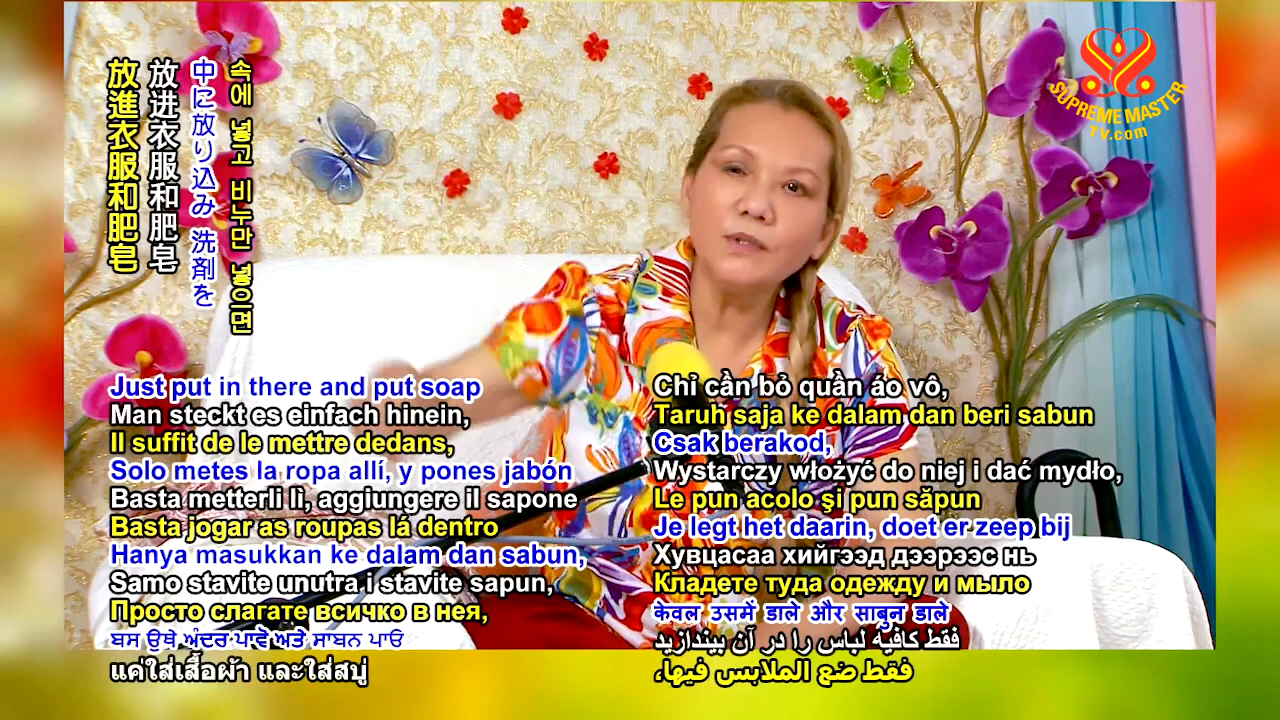 放進衣服和肥皂
放进衣服和肥皂
中に放り込み 洗剤を
속에 넣고 비누만 넣으면
SUPREME MASTER
TV.com
Just put in there and put soap
Man steckt es einfach hinein,
Il suffit de le mettre dedans,
Solo metes la ropa allí, y pones jabón
Basta metterli lì, aggiungere il sapone
Basta jogar as roupas lá dentro
Hanya masukkan ke dalam dan sabun,
Samo stavite unutra i stavite sapun,
Просто слагате всичко в нея,
ਬਸ ਉਥੇ ਅੰਦਰ ਪਾਵੋ ਅਤੇ ਸਾਬਨ ਪਾਓ
แค่ใส่เสื้อผ้า และใส่สบู่
Chỉ cần bỏ quần áo vô,
Taruh saja ke dalam dan beri sabun
Csak berakod,
Wystarczy włożyć do niej i dać mydło,
Le pun acolo şi pun săpun
Je legt het daarin, doet er zeep bij
Хувцасаа хийгээд дээрээс нь
Кладете туда одежду и мыло
केवल उसमें डाले और साबुन डाले
فقط کافیه لباس را در آن بیندازید
فقط ضع الملابس فيها،